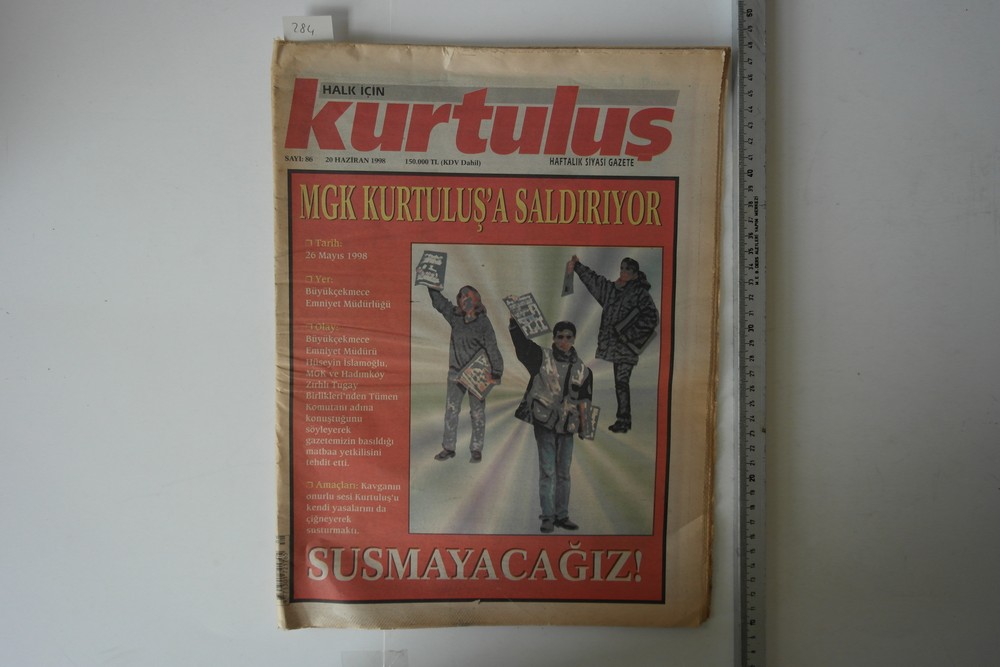 284
HALK IÇIN
kurtuluş
SAYI: 86 20 HAZİRAN 1998 150.000 TL (KDV Dahil)
HAFTALIK SİYASİ GAZETE
MGK KURTULUŞ'A SALDIRIYOR
❒ Tarih:
26 Mayıs 1998
❒ Yer:
Büyükçekmece
Emniyet Müdürlüğü
❒ Olay:
Büyükçekmece
Emniyet Müdürü
Hüseyin İslamoğlu,
MGK ve Hadımköy
Zırhlı Tugay
Birlikleri'nden Tümen
Komutanı adına
konuştuğunu
söyleyerek
gazetemizin basıldığı
matbaa yetkilisini
tehdit etti.
❒ Amaçları: Kavganın
onurlu sesi Kurtuluş'u
kendi yasalarını da
çiğneyerek
susturmaktı.
SUSMAYACAĞIZ!